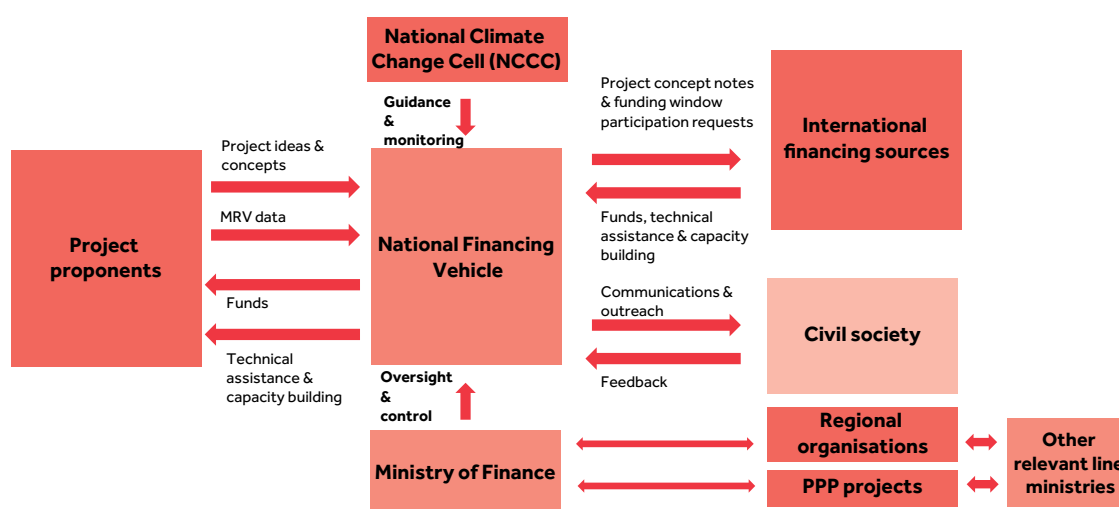 National Climate
Change Cell (NCCC)
Guidance
&
monitoring
Project concept notes
& funding window
participation requests
International
financing sources
Project ideas &
concepts
MRV data
Project
proponents
National Financing
Vehicle
Funds, technical
assistance & capacity
building
Funds
Communications &
outreach
Civil society
Technical
assistance &
capacity building
Oversight
&
control
Feedback
Regional
organisations
Ministry of Finance
PPP projects
Other
relevant line
ministries